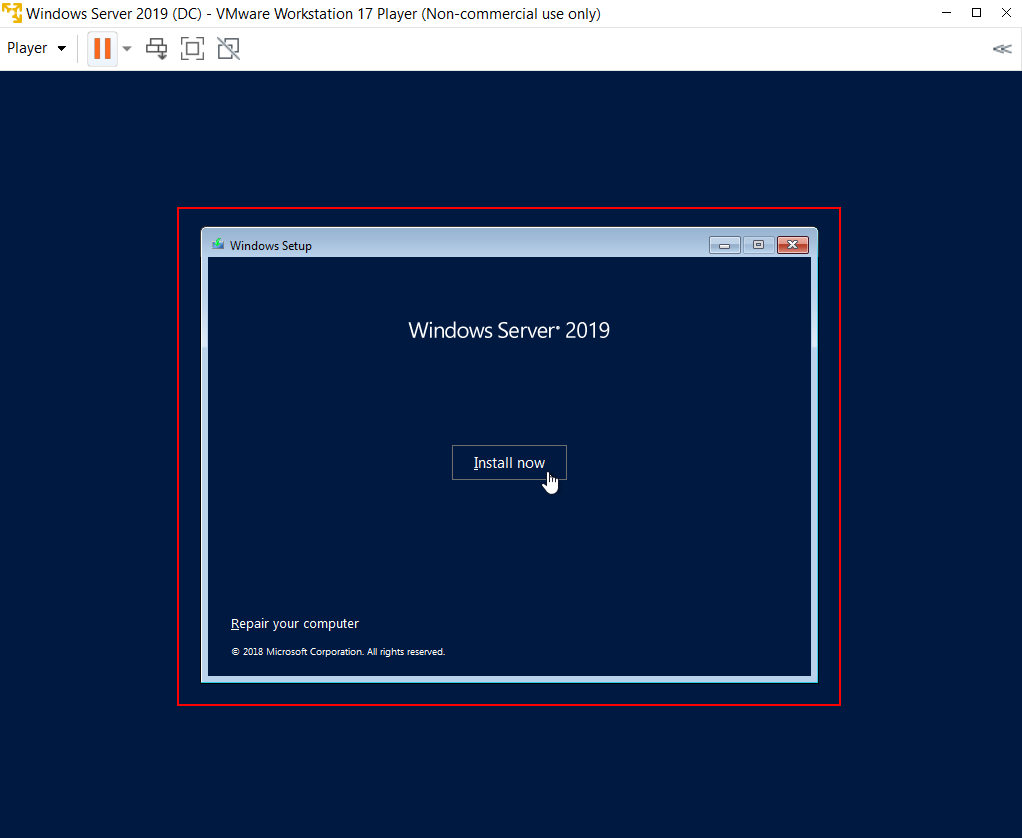 Windows Server 2019 (DC) - VMware Workstation 17 Player (Non-commercial use only)
Player
Windows Setup
Windows Server® 2019
Install now
Repair your computer
© 2018 Microsoft Corporation. All rights reserved.